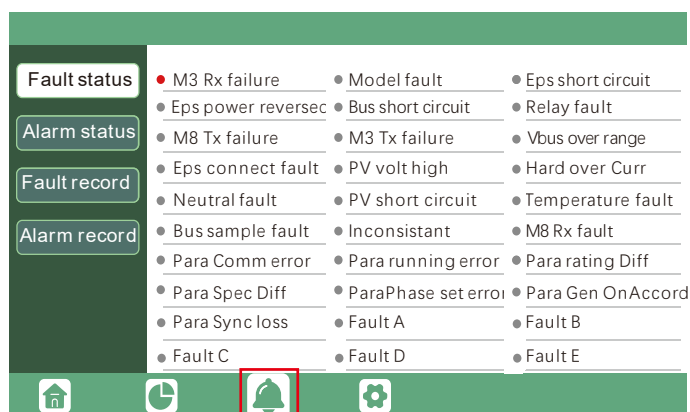 Fault status
Alarm status
Fault record
Alarm record
M3 Rx failure Model fault Eps short circuit
Eps power reversec Bus short circuit Relay fault
M8 Tx failure M3 Tx failure Vbus over range
Eps connect fault PV volt high Hard over Curr
Neutral fault PV short circuit Temperature fault
Bus sample fault Inconsistant M8 Rx fault
Para Comm error Para running error Para rating Diff
Para Spec Diff ParaPhase set error Para Gen OnAccord
Para Sync loss Fault A Fault B
Fault C Fault D Fault E